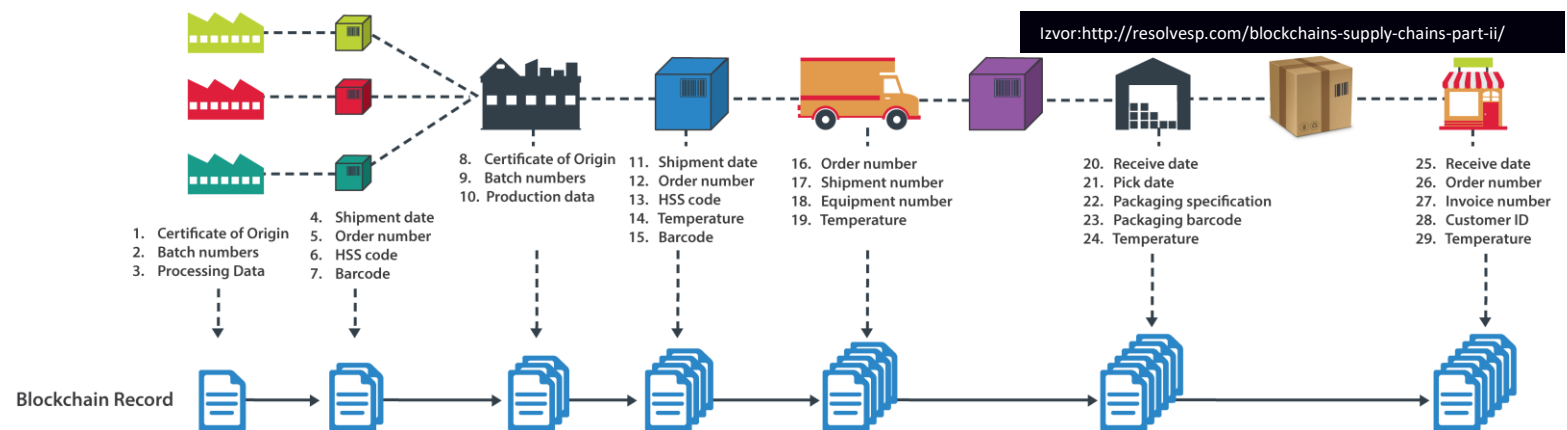 Izvor:http://resolvesp.com/blockchains-supply-chains-part-ii/
1. Certificate of Origin
2. Batch numbers
3. Processing Data
4. Shipment date
5. Order number
6. HSS code
7. Barcode
8. Certificate of Origin
9. Batch numbers
10. Production data
11. Shipment date
12. Order number
13. HSS code
14. Temperature
15. Barcode
16. Order number
17. Shipment number
18. Equipment number
19. Temperature
20. Receive date
21. Pick date
22. Packaging specification
23. Packaging barcode
24. Temperature
25. Receive date
26. Order number
27. Invoice number
28. Customer ID
29. Temperature
Blockchain Record